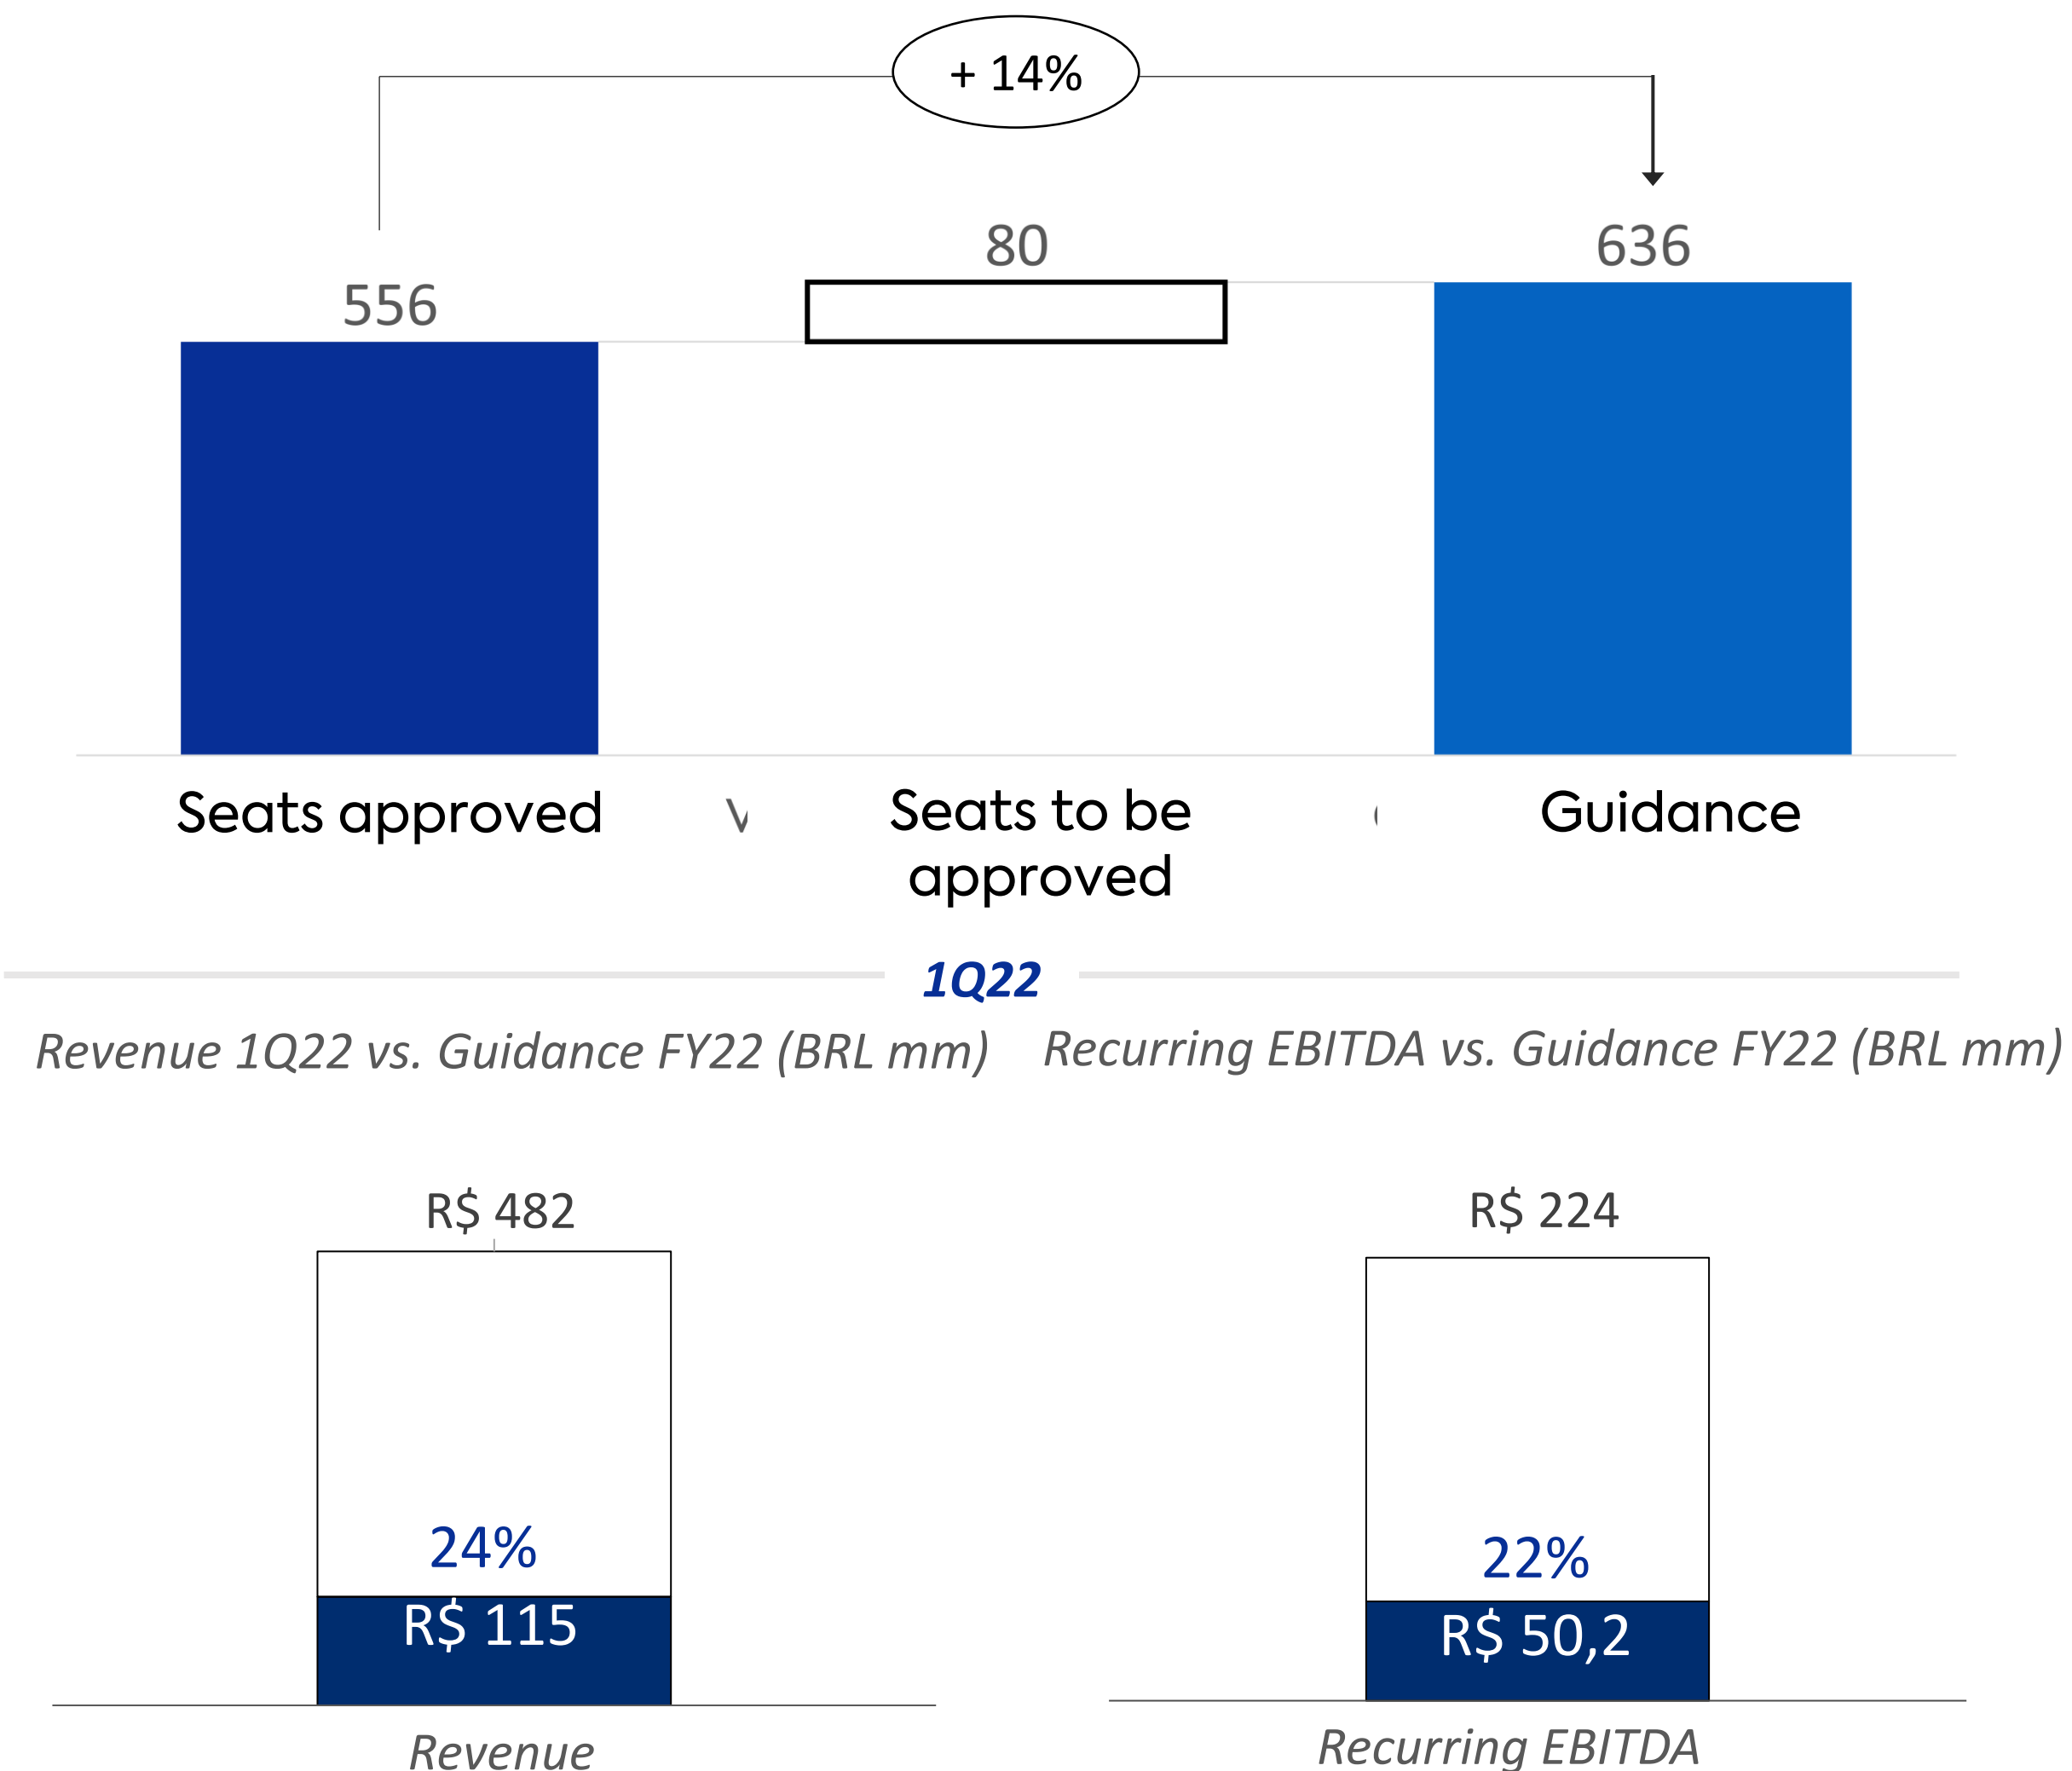 + 14%
556
80
636
Seats approved
Seats to be
approved
Guidance
1Q22
Revenue 1Q22 vs. Guidance FY22 (BRL mm)
Recurring EBITDA vs. Guidance FY22 (BRL mm)
R$ 482
24%
R$ 115
Revenue
R$ 224
22%
R$ 50,2
Recurring EBITDA